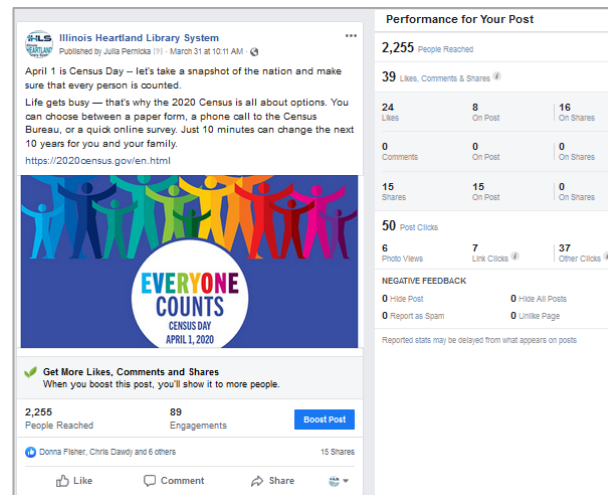 iHLS
ILLINOIS
HEARTLAND
Illinois Heartland Library System
Published by Julia Pernicka [?] · March 31 at 10:11 AM ·
April 1 is Census Day -- let's take a snapshot of the nation and make
sure that every person is counted.
Life gets busy — that's why the 2020 Census is all about options. You
can choose between a paper form, a phone call to the Census
Bureau, or a quick online survey. Just 10 minutes can change the next
10 years for you and your family.
https://2020census.gov/en.html
EVERYONE
COUNTS
CENSUS DAY
APRIL 1, 2020
Get More Likes, Comments and Shares
When you boost this post, you'll show it to more people.
2,255 89
People Reached Engagements
Boost Post
Donna Fisher, Chris Dawdy and 6 others 15 Shares
Like Comment Share
Performance for Your Post
2,255 People Reached
39 Likes, Comments & Shares
24 8 16
Likes On Post On Shares
0 0 0
Comments On Post On Shares
15 15 0
Shares On Post On Shares
50 Post Clicks
6 7 37
Photo Views Link Clicks Other Clicks
NEGATIVE FEEDBACK
0 Hide Post 0 Hide All Posts
0 Report as Spam 0 Unlike Page
Reported stats may be delayed from what appears on posts